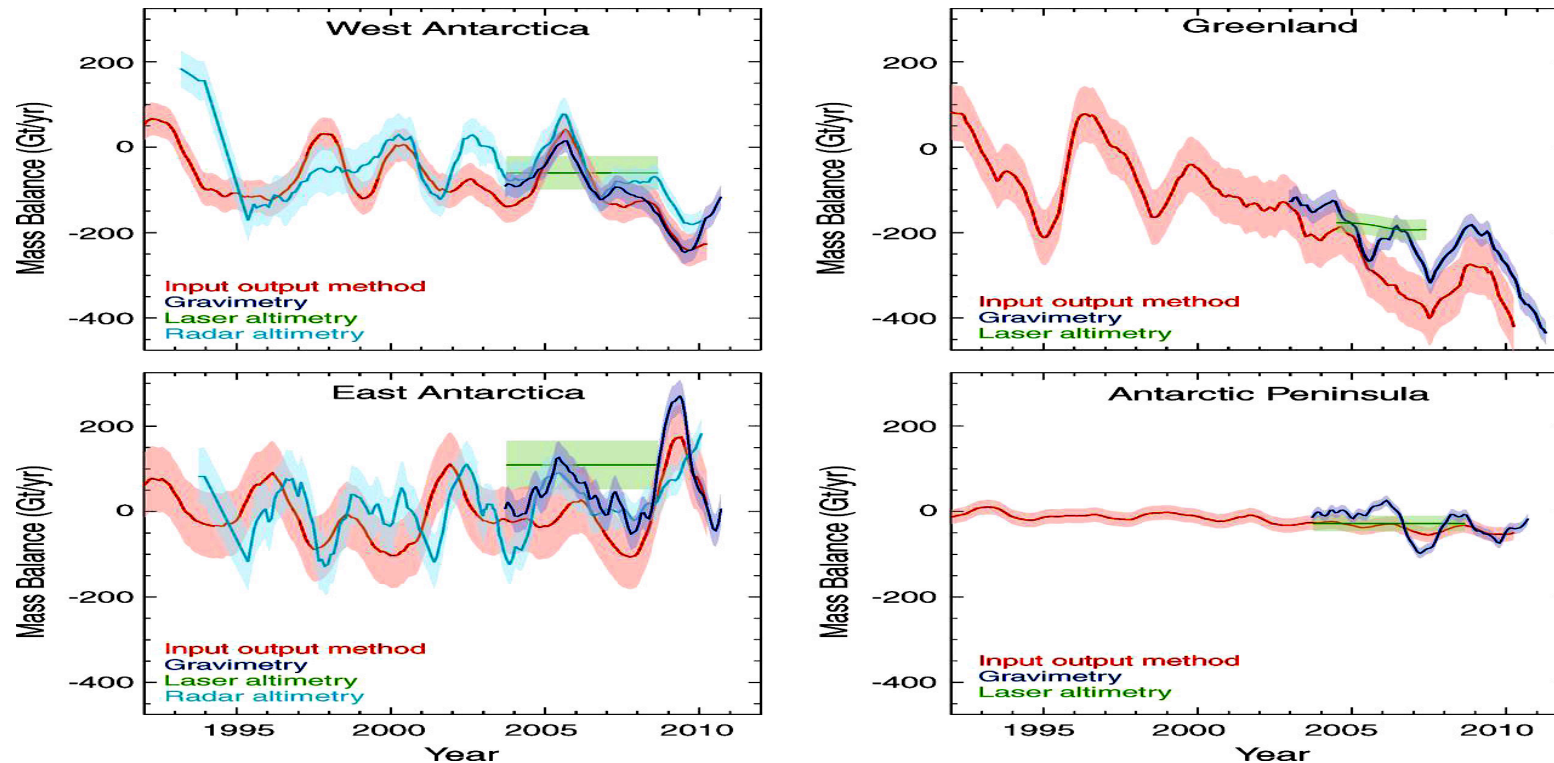 West Antarctica
Mass Balance (Gt/yr)
200
0
-200
-400
Input output method
Gravimetry
Laser altimetry
Radar altimetry
Greenland
Mass Balance (Gt/yr)
200
0
-200
-400
Input output method
Gravimetry
Laser altimetry
East Antarctica
Mass Balance (Gt/yr)
200
0
-200
-400
Input output method
Gravimetry
Laser altimetry
Radar altimetry
1995 2000 2005 2010
Year
Antarctic Peninsula
Mass Balance (Gt/yr)
200
0
-200
-400
Input output method
Gravimetry
Laser altimetry
1995 2000 2005 2010
Year